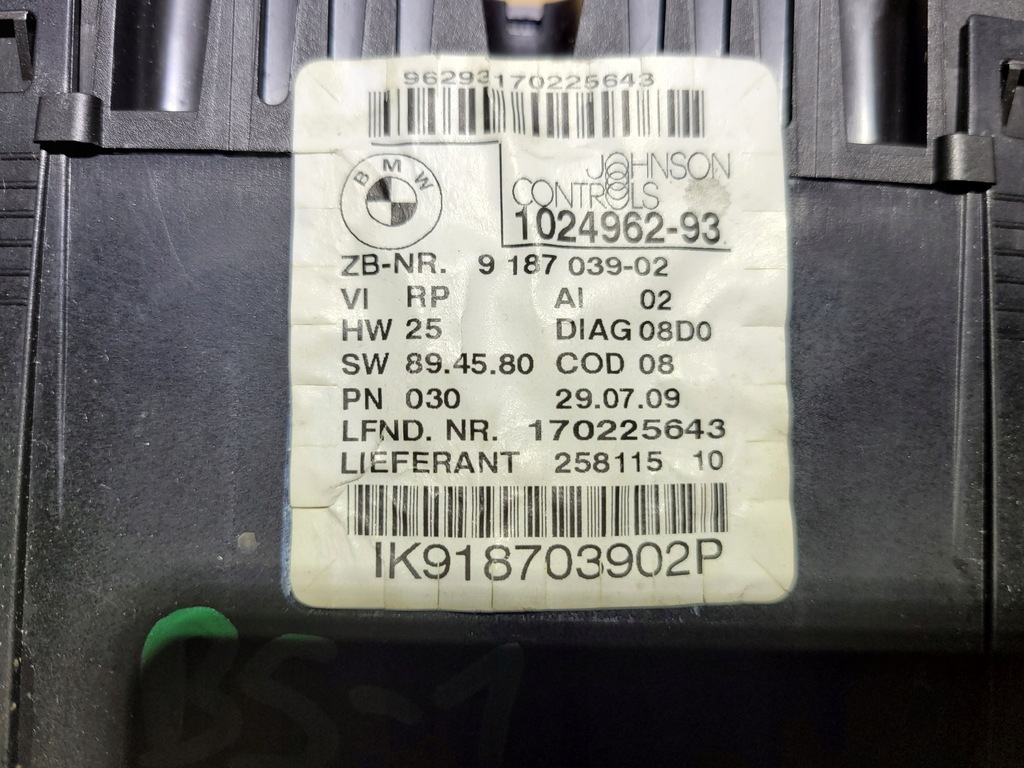 96293170225643
BMW
JOHNSON
CONTROLS
1024962-93
ZB-NR. 9 187 039-02
VI RP AI 02
HW 25 DIAG 08D0
SW 89.45.80 COD 08
PN 030 29.07.09
LFND. NR. 170225643
LIEFERANT 258115 10
IK918703902P
BS-1